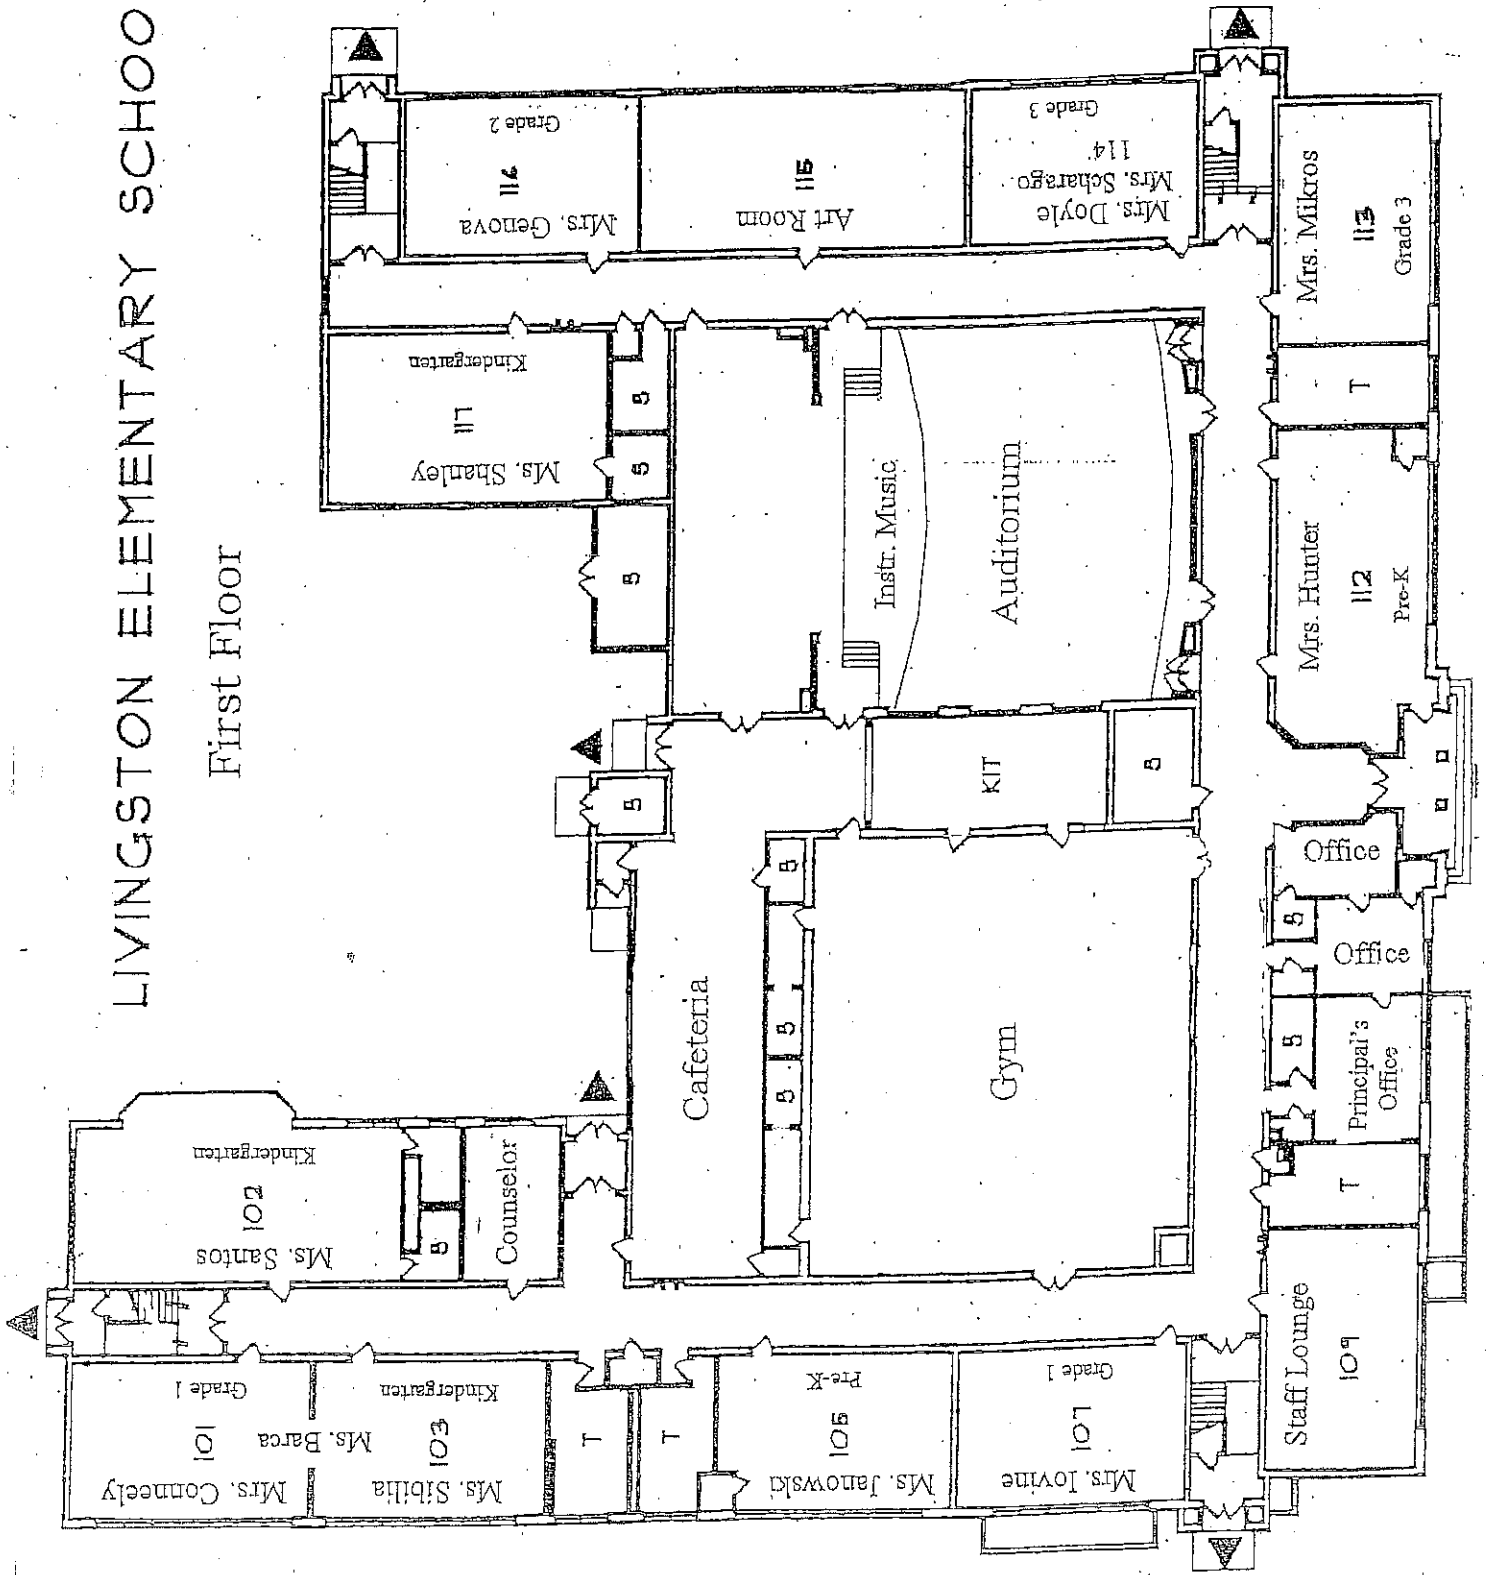 LIVINGSTON ELEMENTARY SCHOO
First Floor
Grade 2
116
Mrs. Genova
115
Art Room
Grade 3
114
Mrs. Scharago
Mrs. Doyle
Mrs. Mikros
113
Grade 3
Kindergarten
117
Ms. Shanley
B
B
B
T
Instr. Music
Auditorium
Mrs. Hunter
112
Pre-K
B
KIT
B
Office
B
Office
B
Principal's
Office
Cafeteria
B
B
B
Gym
T
Kindergarten
102
Ms. Santos
B
Counselor
Staff Lounge
109
Grade 1
101
Mrs. Conneely
Ms. Barca
Kindergarten
103
Ms. Sibilia
T
T
Pre-K
105
Ms. Janowski
Grade 1
107
Mrs. Iovine